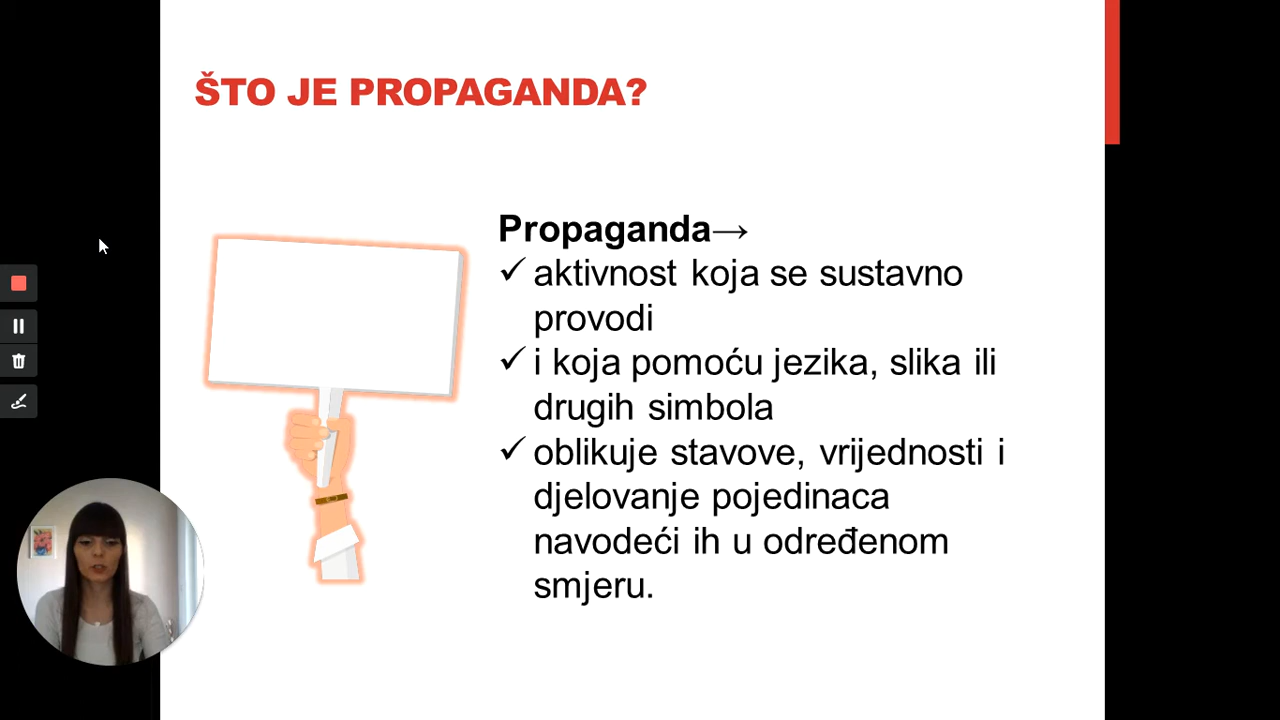 ŠTO JE PROPAGANDA?
Propaganda→
✓ aktivnost koja se sustavno
provodi
✓ i koja pomoću jezika, slika ili
drugih simbola
✓ oblikuje stavove, vrijednosti i
djelovanje pojedinaca
navodeći ih u određenom
smjeru.